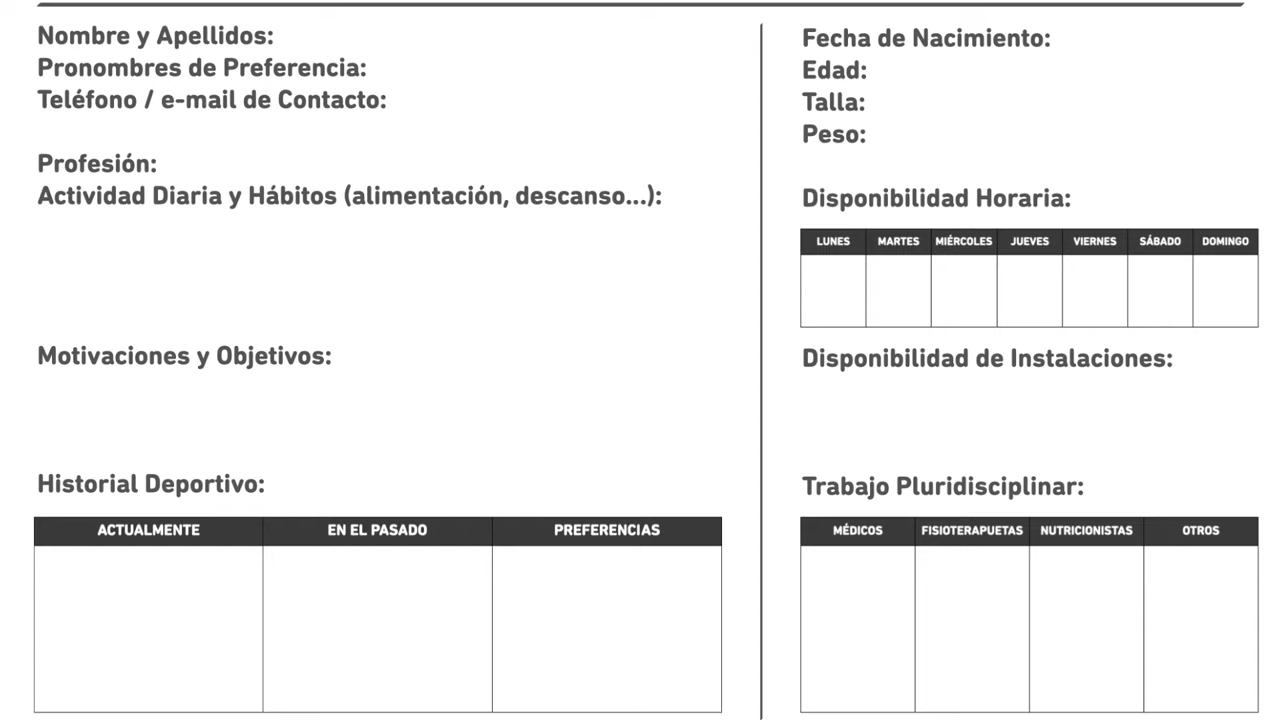 Nombre y Apellidos:
Pronombres de Preferencia:
Teléfono / e-mail de Contacto:
Profesión:
Actividad Diaria y Hábitos (alimentación, descanso...):
Motivaciones y Objetivos:
Historial Deportivo:
ACTUALMENTE EN EL PASADO PREFERENCIAS
Fecha de Nacimiento:
Edad:
Talla:
Peso:
Disponibilidad Horaria:
LUNES MARTES MIÉRCOLES JUEVES VIERNES SÁBADO DOMINGO
Disponibilidad de Instalaciones:
Trabajo Pluridisciplinar:
MÉDICOS FISIOTERAPUETAS NUTRICIONISTAS OTROS